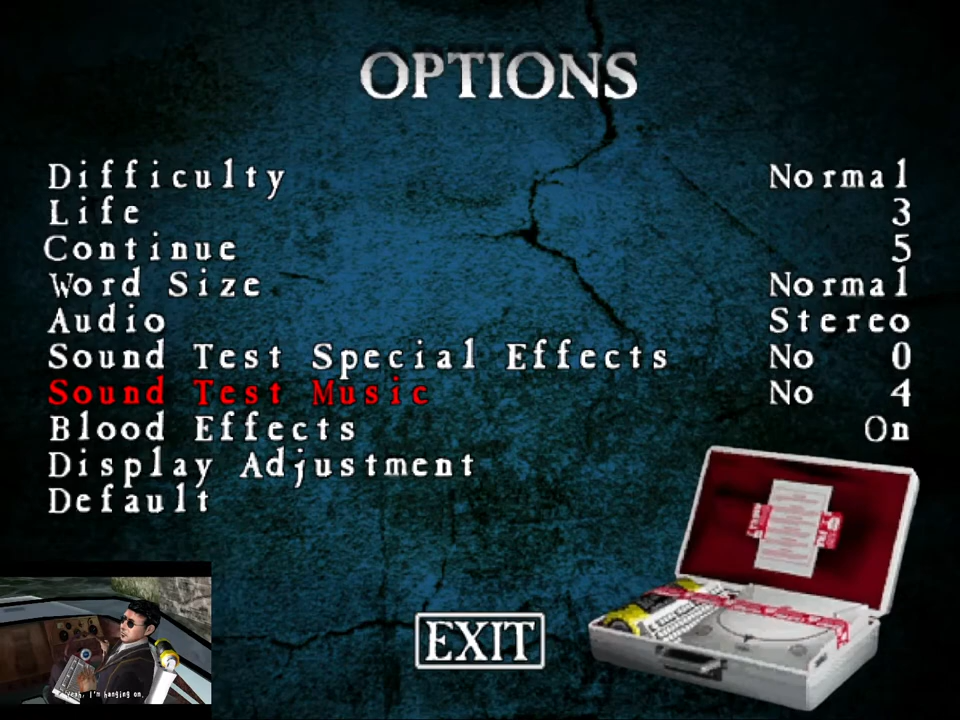 OPTIONS
Difficulty Normal
Life 3
Continue 5
Word Size Normal
Audio Stereo
Sound Test Special Effects No 0
Sound Test Music No 4
Blood Effects On
Display Adjustment
Default
EXIT
Yeah, I'm hanging on.